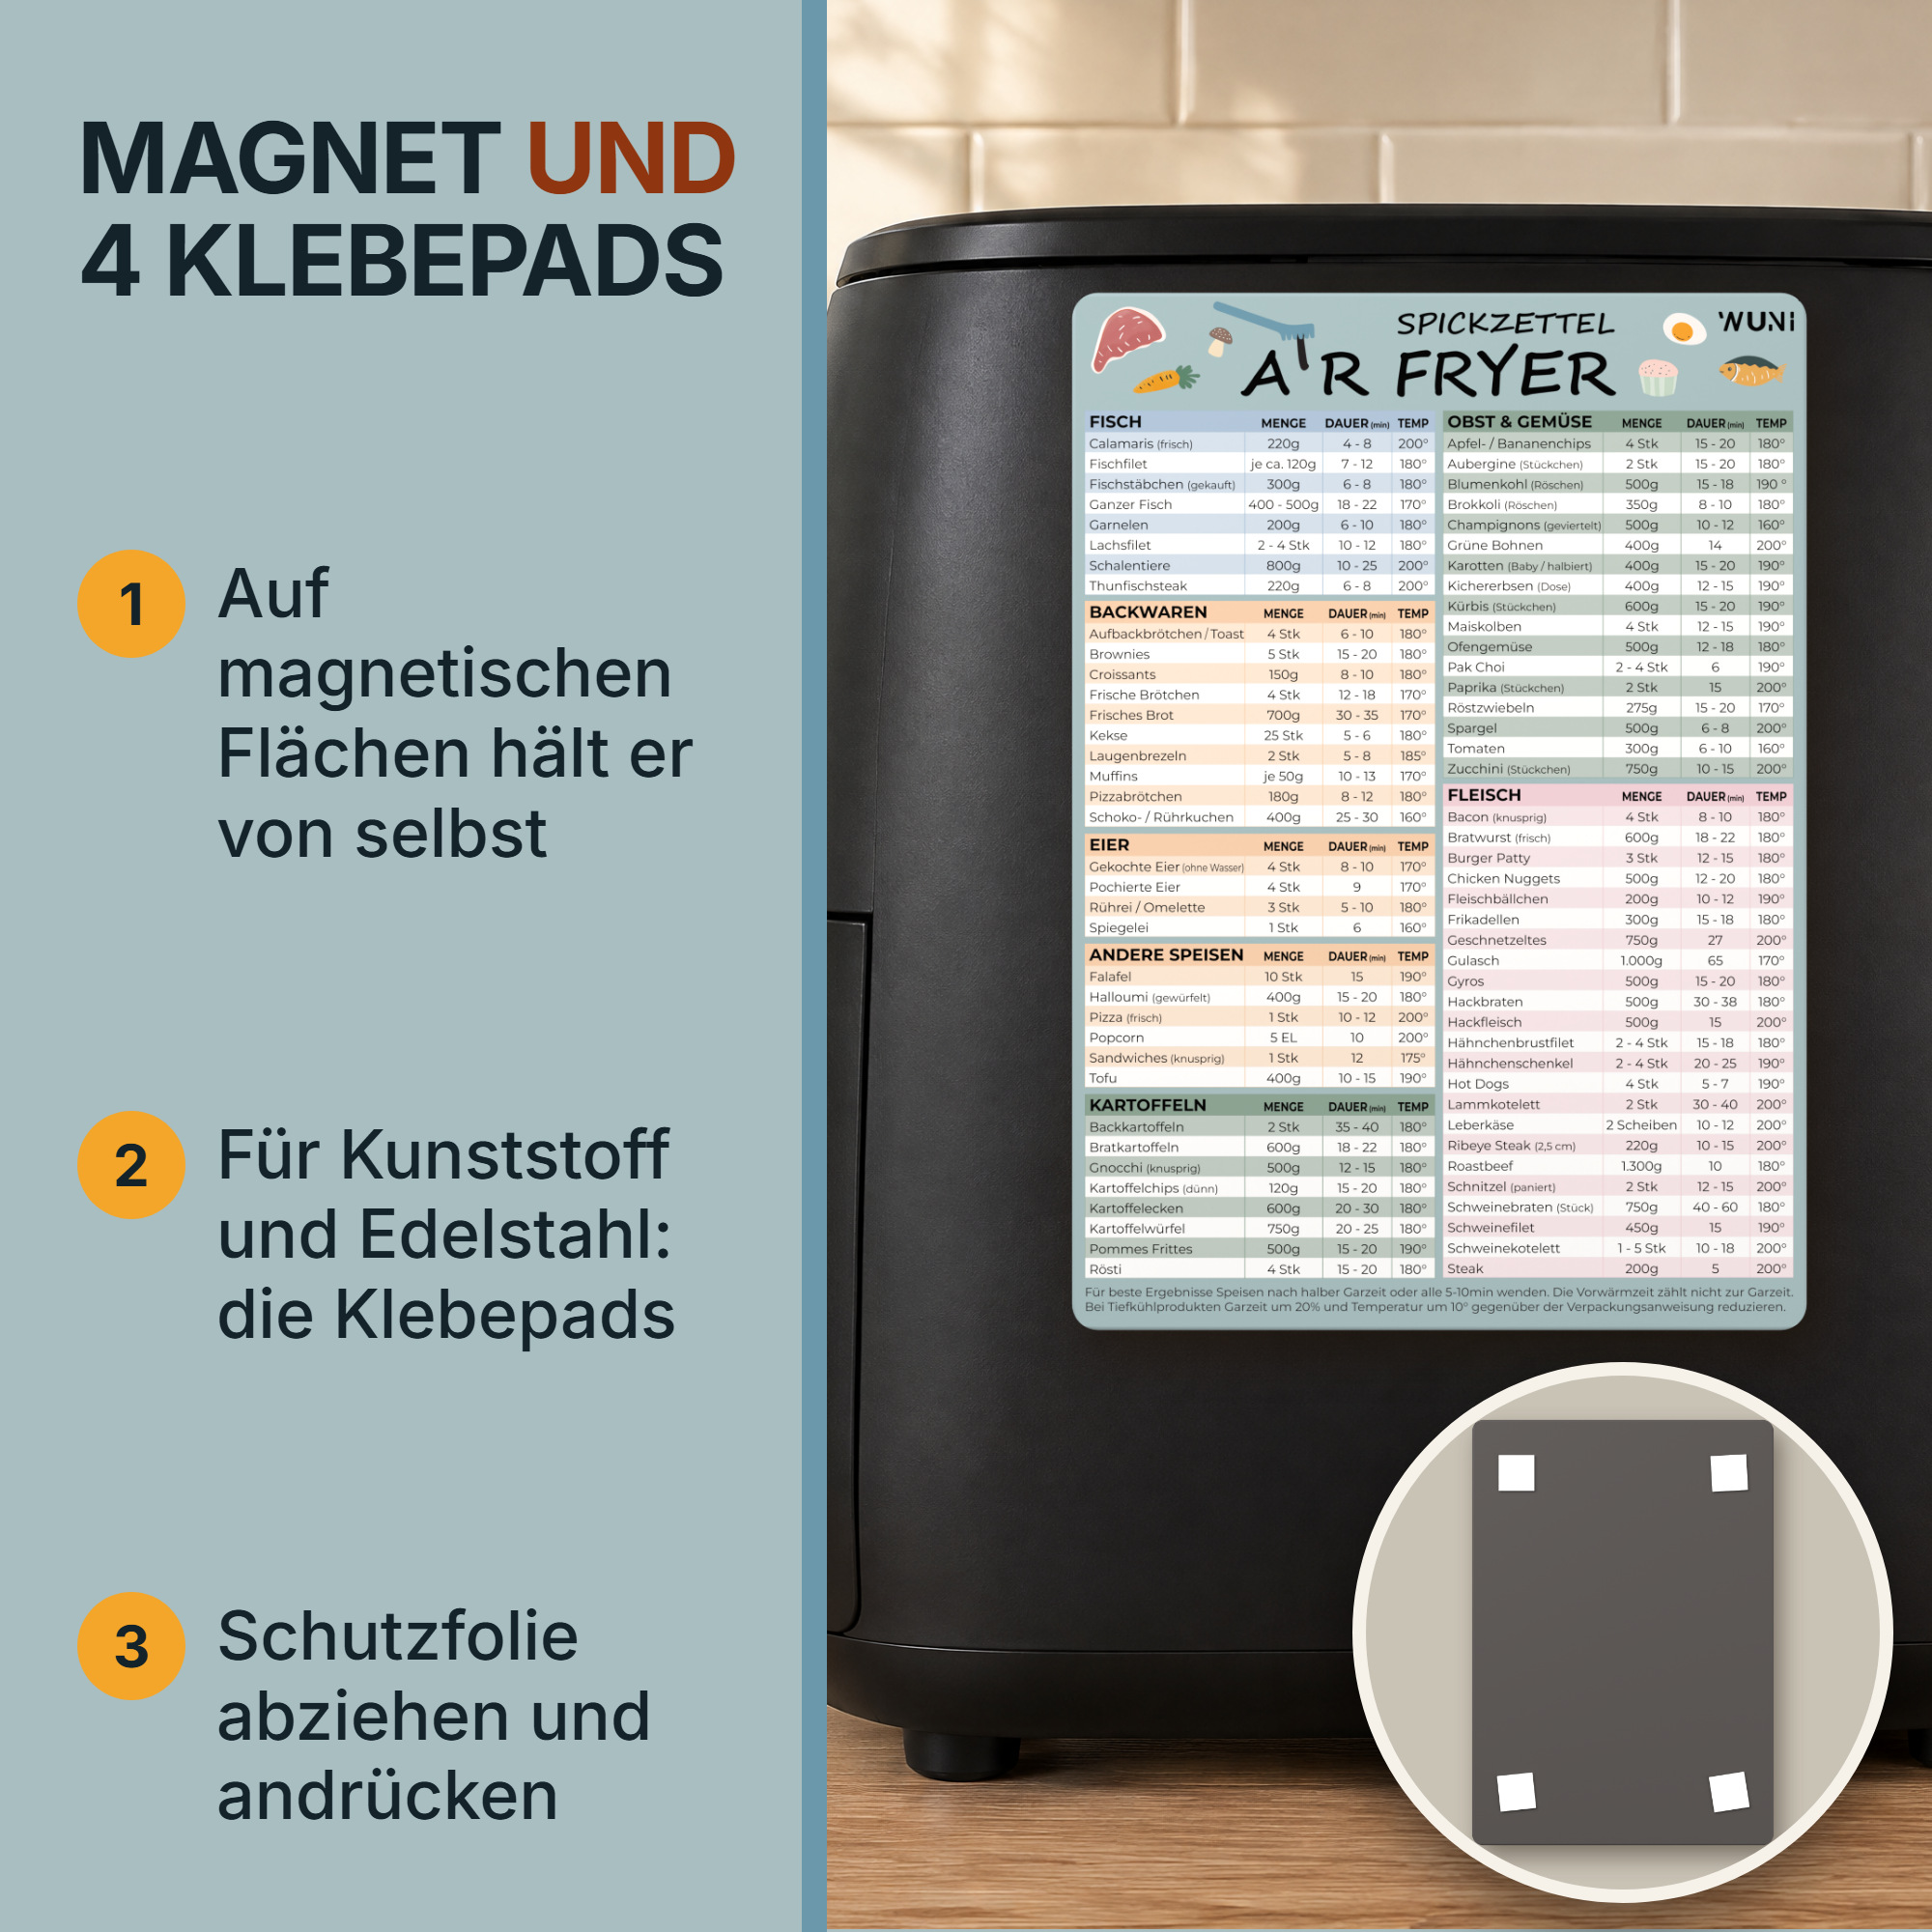 MAGNET UND
4 KLEBEPADS
1 Auf
magnetischen
Flächen hält er
von selbst
2 Für Kunststoff
und Edelstahl:
die Klebepads
3 Schutzfolie
abziehen und
andrücken
SPICKZETTEL
AIR FRYER
WUNI
FISCH MENGE DAUER (min) TEMP
Calamaris (frisch) 220g 4 - 8 200°
Fischfilet je ca. 120g 7 - 12 180°
Fischstäbchen (gekauft) 300g 6 - 8 180°
Ganzer Fisch 400 - 500g 18 - 22 170°
Garnelen 200g 6 - 10 180°
Lachsfilet 2 - 4 Stk 10 - 12 180°
Schalentiere 800g 10 - 25 200°
Thunfischsteak 220g 6 - 8 200°
BACKWAREN MENGE DAUER (min) TEMP
Aufbackbrötchen / Toast 4 Stk 6 - 10 180°
Brownies 5 Stk 15 - 20 180°
Croissants 150g 8 - 10 180°
Frische Brötchen 4 Stk 12 - 18 170°
Frisches Brot 700g 30 - 35 170°
Kekse 25 Stk 5 - 6 180°
Laugenbrezeln 2 Stk 5 - 8 185°
Muffins je 50g 10 - 13 170°
Pizzabrötchen 180g 8 - 12 180°
Schoko- / Rührkuchen 400g 25 - 30 160°
EIER MENGE DAUER (min) TEMP
Gekochte Eier (ohne Wasser) 4 Stk 8 - 10 170°
Pochierte Eier 4 Stk 9 170°
Rührei / Omelette 3 Stk 5 - 10 180°
Spiegelei 1 Stk 6 160°
ANDERE SPEISEN MENGE DAUER (min) TEMP
Falafel 10 Stk 15 190°
Halloumi (gewürfelt) 400g 15 - 20 180°
Pizza (frisch) 1 Stk 10 - 12 200°
Popcorn 5 EL 10 200°
Sandwiches (knusprig) 1 Stk 12 175°
Tofu 400g 10 - 15 190°
KARTOFFELN MENGE DAUER (min) TEMP
Backkartoffeln 2 Stk 35 - 40 180°
Bratkartoffeln 600g 18 - 22 180°
Gnocchi (knusprig) 500g 12 - 15 180°
Kartoffelchips (dünn) 120g 15 - 20 180°
Kartoffelecken 600g 20 - 30 180°
Kartoffelwürfel 750g 20 - 25 180°
Pommes Frittes 500g 15 - 20 190°
Rösti 4 Stk 15 - 20 180°
OBST & GEMÜSE MENGE DAUER (min) TEMP
Apfel- / Bananenchips 4 Stk 15 - 20 180°
Aubergine (Stückchen) 2 Stk 15 - 20 180°
Blumenkohl (Röschen) 500g 15 - 18 190 °
Brokkoli (Röschen) 350g 8 - 10 180°
Champignons (geviertelt) 500g 10 - 12 160°
Grüne Bohnen 400g 14 200°
Karotten (Baby / halbiert) 400g 15 - 20 190°
Kichererbsen (Dose) 400g 12 - 15 190°
Kürbis (Stückchen) 600g 15 - 20 190°
Maiskolben 4 Stk 12 - 15 190°
Ofengemüse 500g 12 - 18 180°
Pak Choi 2 - 4 Stk 6 190°
Paprika (Stückchen) 2 Stk 15 200°
Röstzwiebeln 275g 15 - 20 170°
Spargel 500g 6 - 8 200°
Tomaten 300g 6 - 10 160°
Zucchini (Stückchen) 750g 10 - 15 200°
FLEISCH MENGE DAUER (min) TEMP
Bacon (knusprig) 4 Stk 8 - 10 180°
Bratwurst (frisch) 600g 18 - 22 180°
Burger Patty 3 Stk 12 - 15 180°
Chicken Nuggets 500g 12 - 20 180°
Fleischbällchen 200g 10 - 12 190°
Frikadellen 300g 15 - 18 180°
Geschnetzeltes 750g 27 200°
Gulasch 1.000g 65 170°
Gyros 500g 15 - 20 180°
Hackbraten 500g 30 - 38 180°
Hackfleisch 500g 15 200°
Hähnchenbrustfilet 2 - 4 Stk 15 - 18 180°
Hähnchenschenkel 2 - 4 Stk 20 - 25 190°
Hot Dogs 4 Stk 5 - 7 190°
Lammkotelett 2 Stk 30 - 40 200°
Leberkäse 2 Scheiben 10 - 12 200°
Ribeye Steak (2,5 cm) 220g 10 - 15 200°
Roastbeef 1.300g 10 180°
Schnitzel (paniert) 2 Stk 12 - 15 200°
Schweinebraten (Stück) 750g 40 - 60 180°
Schweinefilet 450g 15 190°
Schweinekotelett 1 - 5 Stk 10 - 18 200°
Steak 200g 5 200°
Für beste Ergebnisse Speisen nach halber Garzeit oder alle 5-10min wenden. Die Vorwärmzeit zählt nicht zur Garzeit.
Bei Tiefkühlprodukten Garzeit um 20% und Temperatur um 10° gegenüber der Verpackungsanweisung reduzieren.